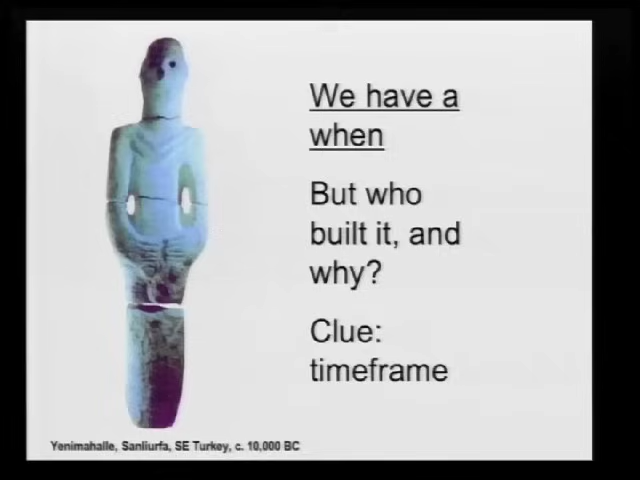 We have a
when
But who
built it, and
why?
Clue:
timeframe
Yenimahalle, Sanliurfa, SE Turkey, c. 10,000 BC